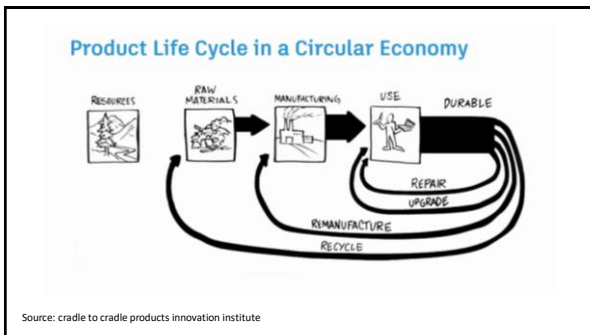 Product Life Cycle in a Circular Economy
RESOURCES
RAW
MATERIALS
MANUFACTURING
USE
DURABLE
REPAIR
UPGRADE
REMANUFACTURE
RECYCLE
Source: cradle to cradle products innovation institute